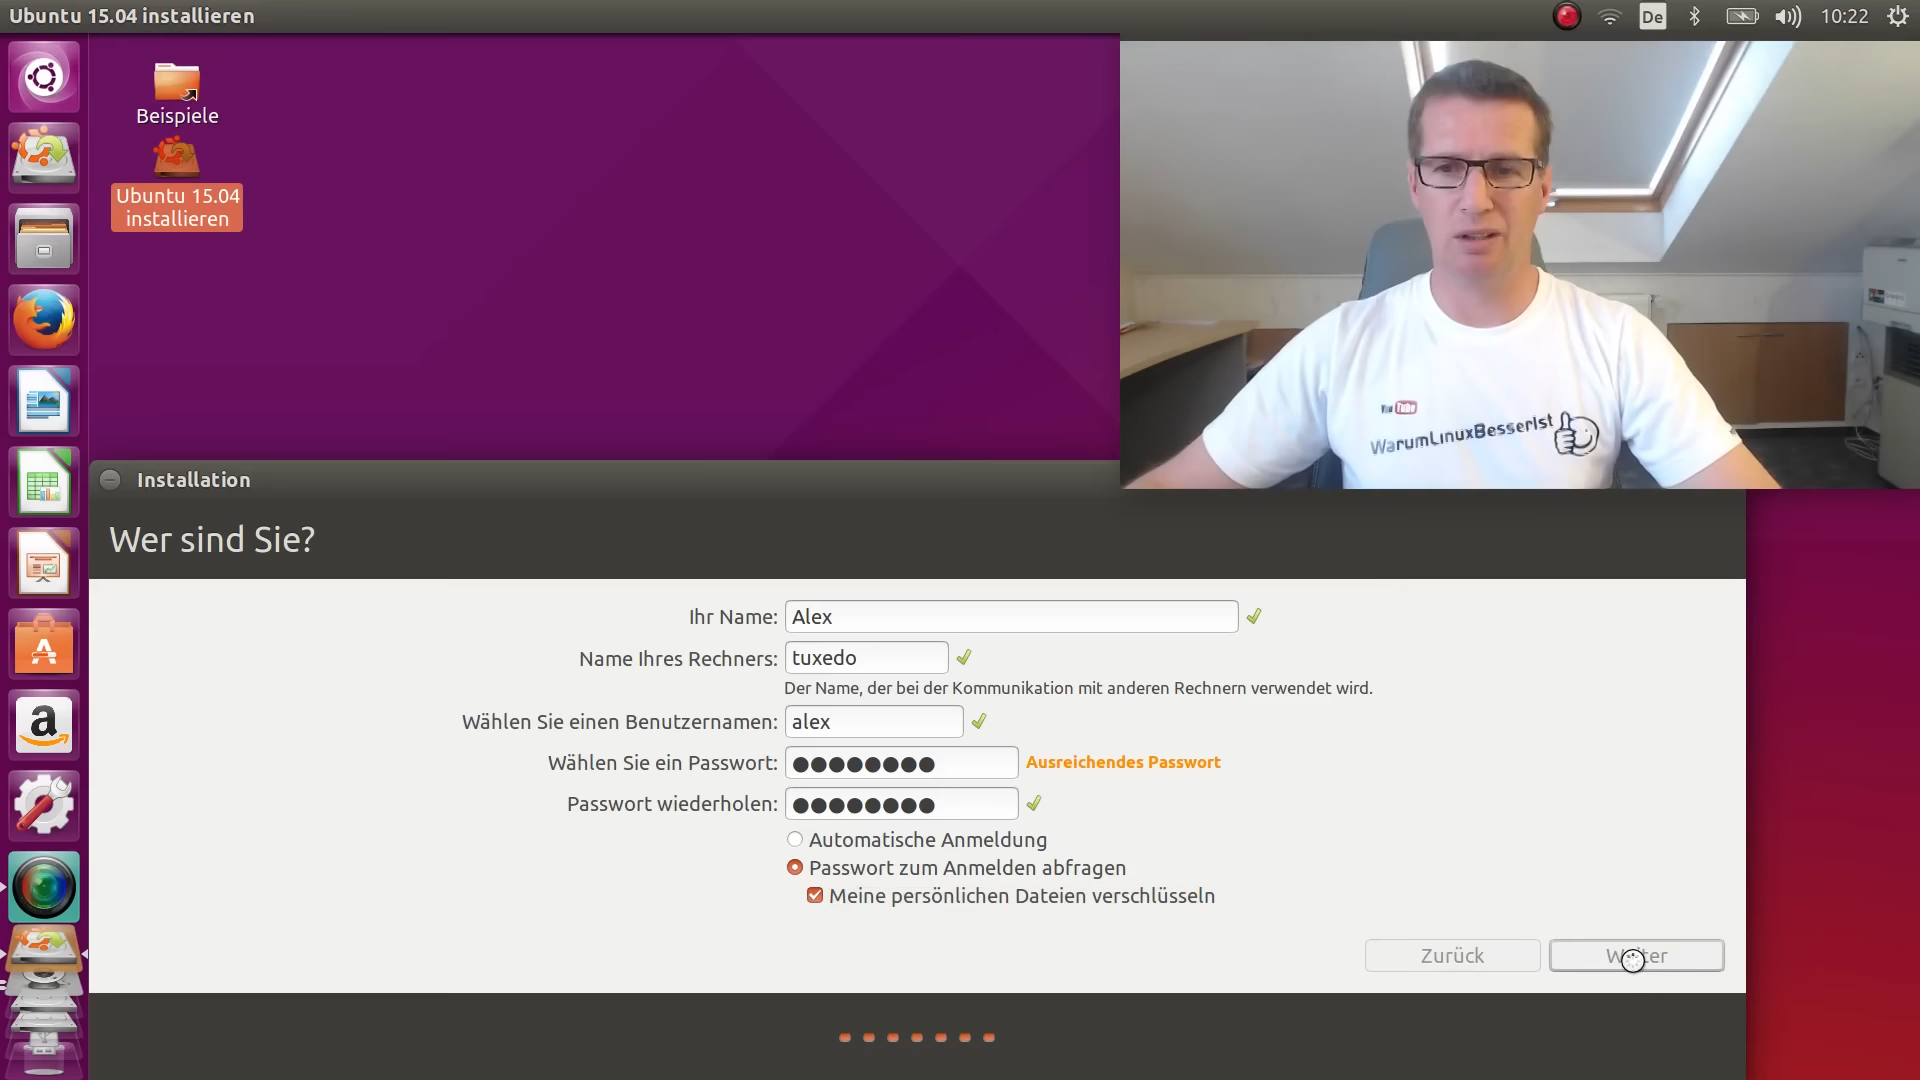 Ubuntu 15.04 installieren
De
10:22
Beispiele
Ubuntu 15.04
installieren
You Tube
WarumLinuxBesserIst
Installation
Wer sind Sie?
Ihr Name: Alex
Name Ihres Rechners: tuxedo
Der Name, der bei der Kommunikation mit anderen Rechnern verwendet wird.
Wählen Sie einen Benutzernamen: alex
Wählen Sie ein Passwort: ●●●●●●●● Ausreichendes Passwort
Passwort wiederholen: ●●●●●●●●
Automatische Anmeldung
Passwort zum Anmelden abfragen
Meine persönlichen Dateien verschlüsseln
Zurück Weiter